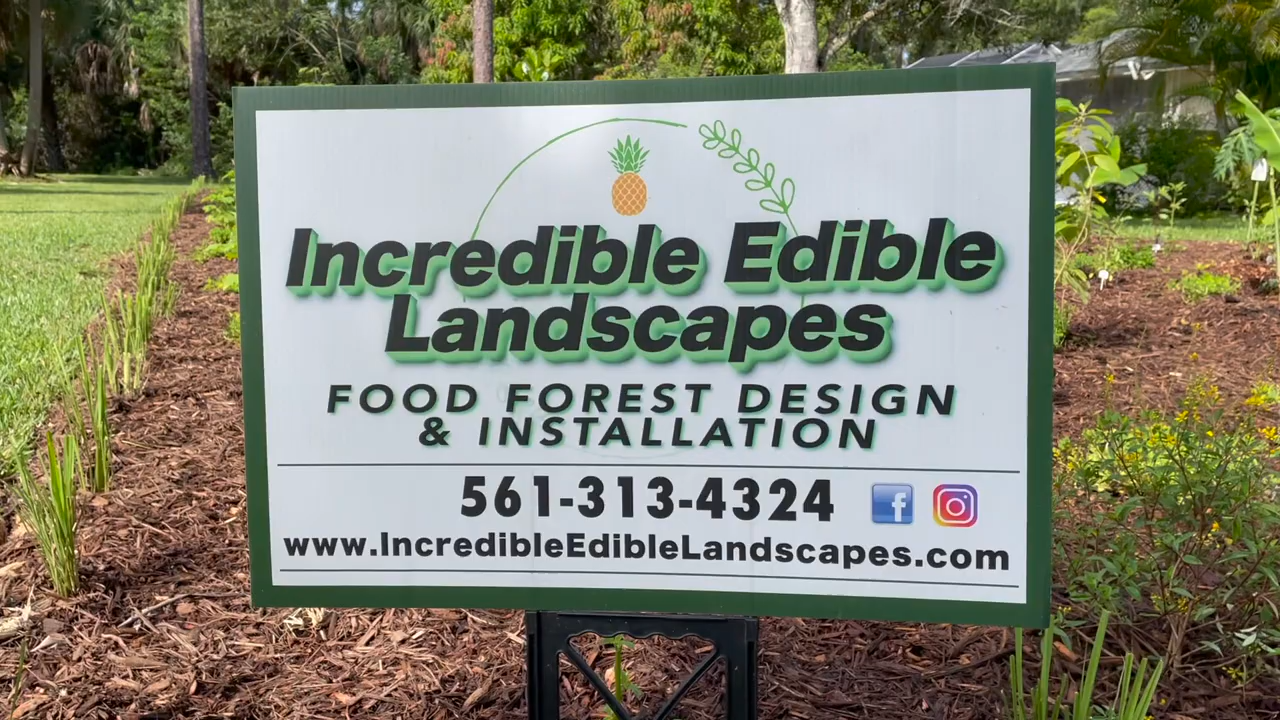 Incredible Edible
Landscapes
FOOD FOREST DESIGN
& INSTALLATION
561-313-4324
www.IncredibleEdibleLandscapes.com